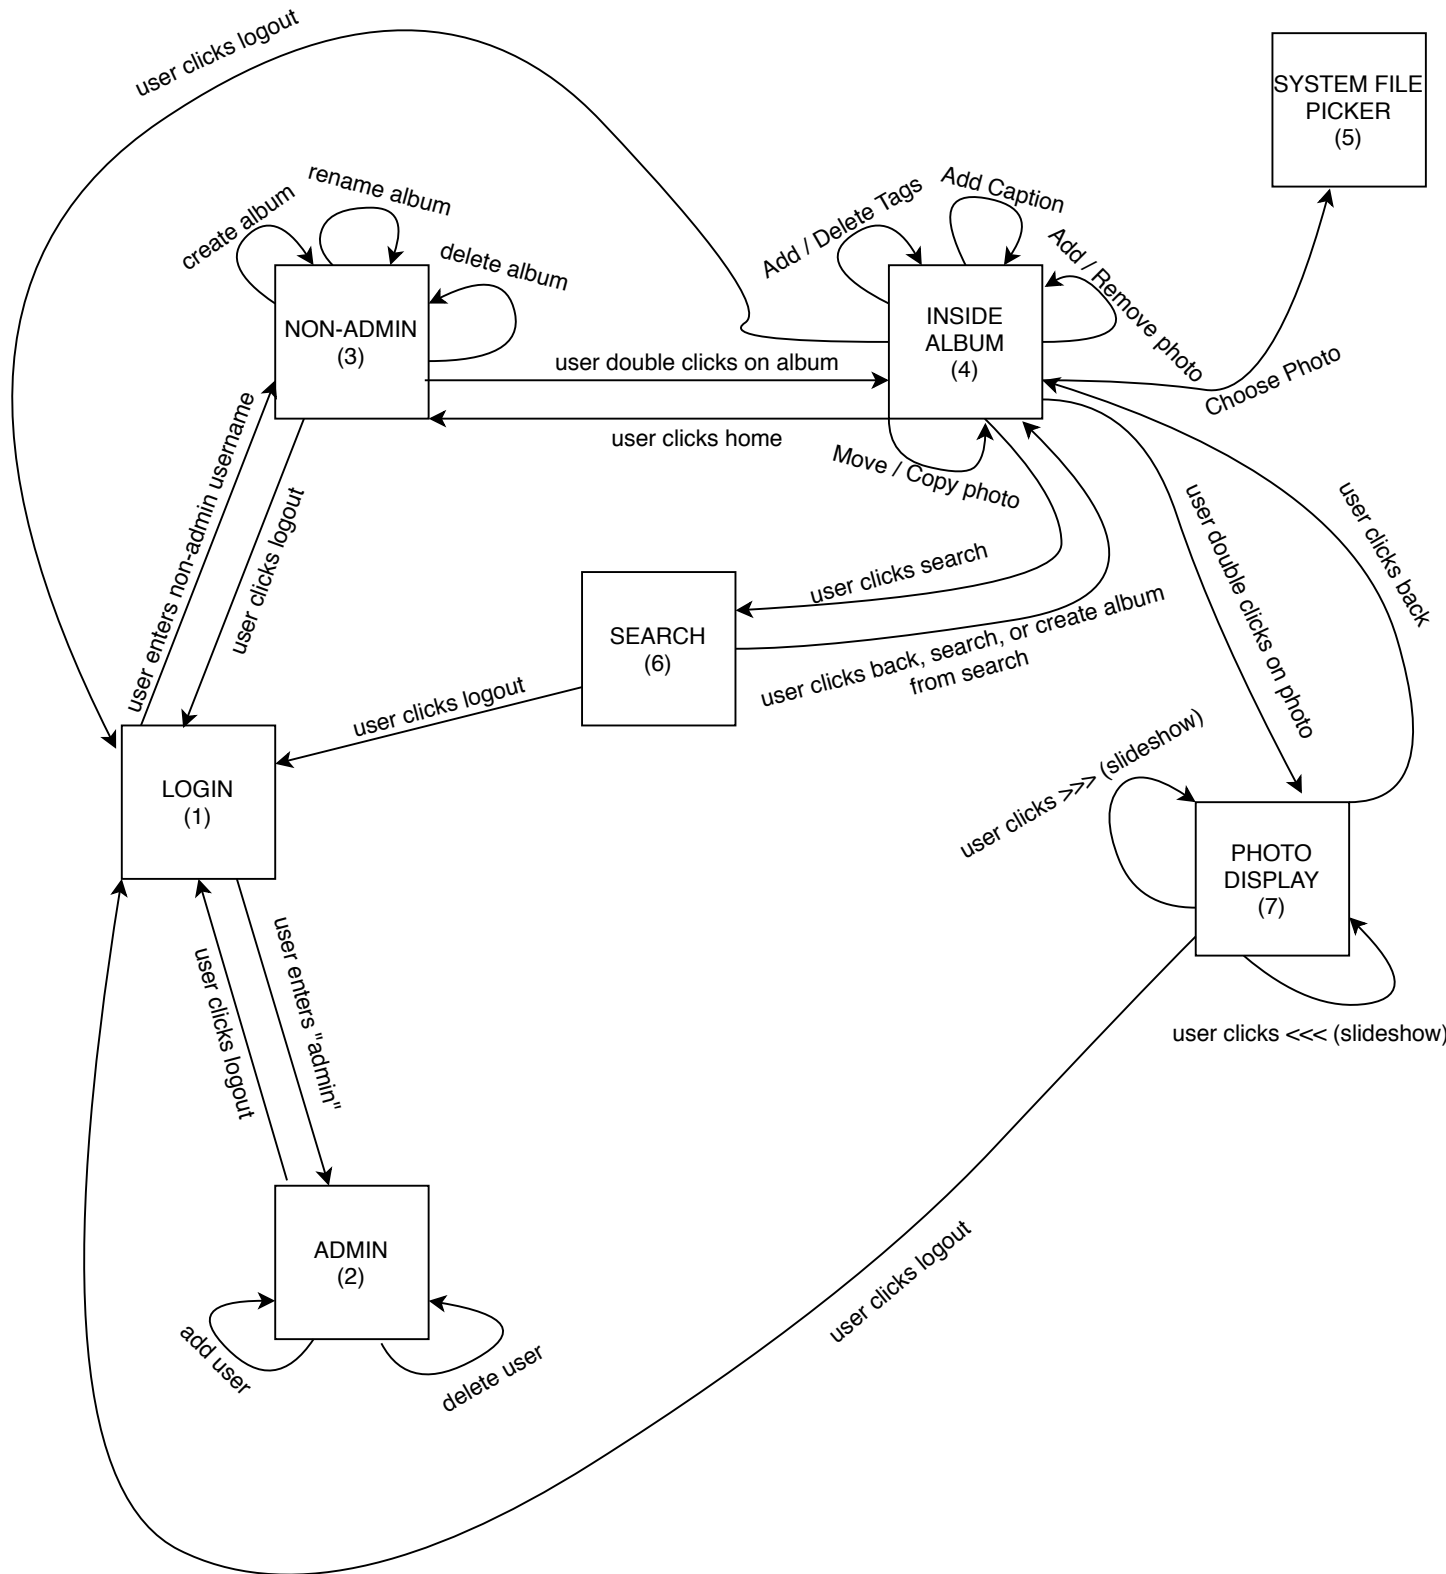 user clicks logout
SYSTEM FILE
PICKER
(5)
rename album
create album
delete album
Add / Delete Tags
Add Caption
Add / Remove photo
NON-ADMIN
(3)
INSIDE
ALBUM
(4)
user double clicks on album
Choose Photo
user clicks home
Move / Copy photo
user enters non-admin username
user clicks logout
user clicks search
user double clicks on photo
user clicks back
SEARCH
(6)
user clicks back, search, or create album
from search
user clicks logout
LOGIN
(1)
user clicks >>> (slideshow)
PHOTO
DISPLAY
(7)
user clicks <<< (slideshow)
user clicks logout
user enters "admin"
ADMIN
(2)
add user
delete user
user clicks logout